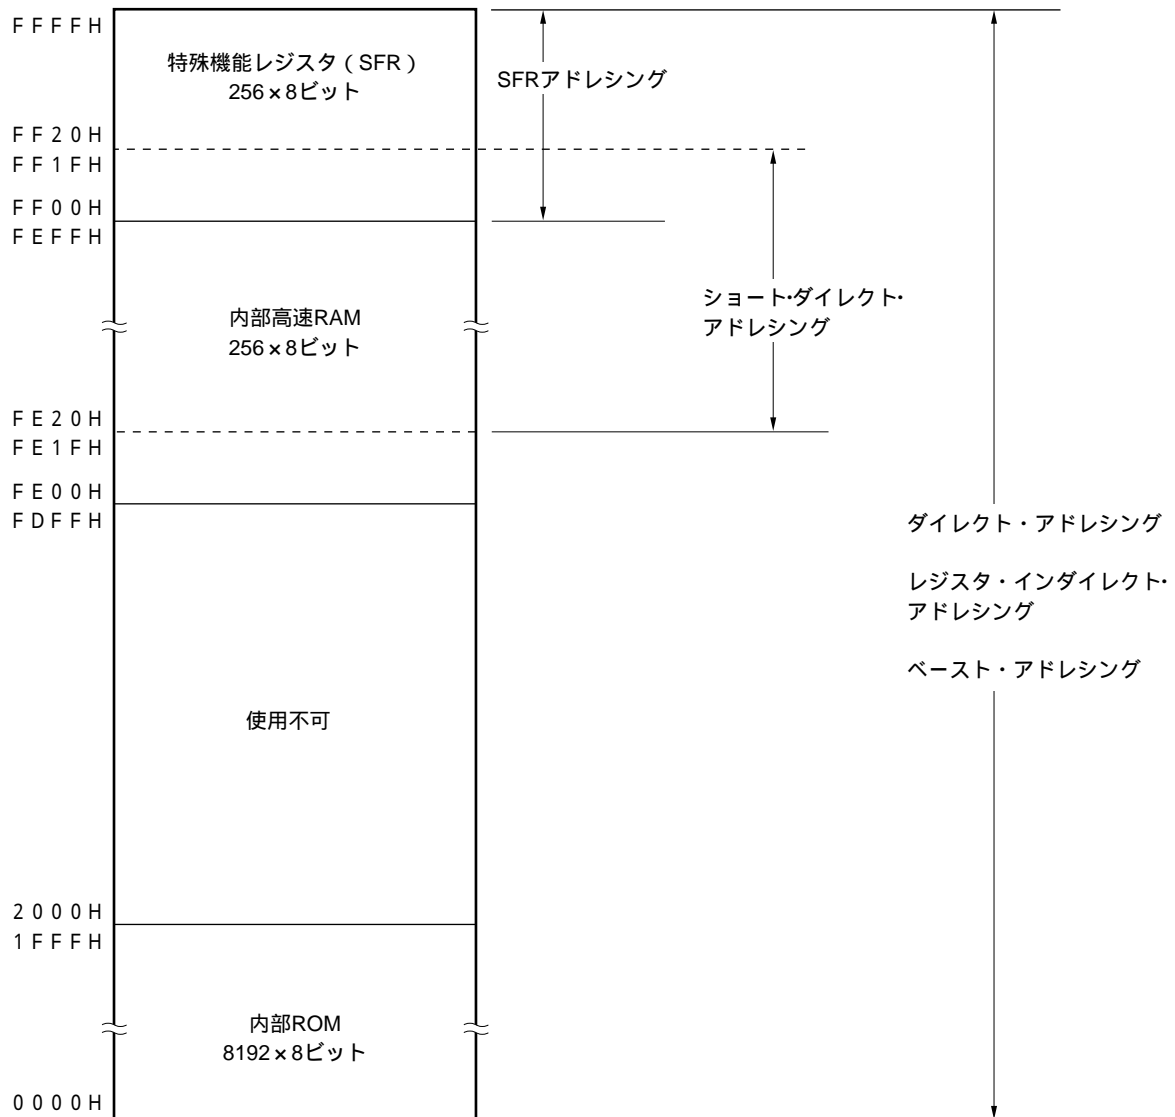 FFFFH
特殊機能レジスタ（SFR）
256×8ビット
SFRアドレシング
FF20H
FF1FH
FF00H
FEFFH
ショート・ダイレクト・
アドレシング
内部高速RAM
256×8ビット
FE20H
FE1FH
FE00H
FDFFH
ダイレクト・アドレシング
レジスタ・インダイレクト・
アドレシング
ベースト・アドレシング
使用不可
2000H
1FFFH
内部ROM
8192×8ビット
0000H